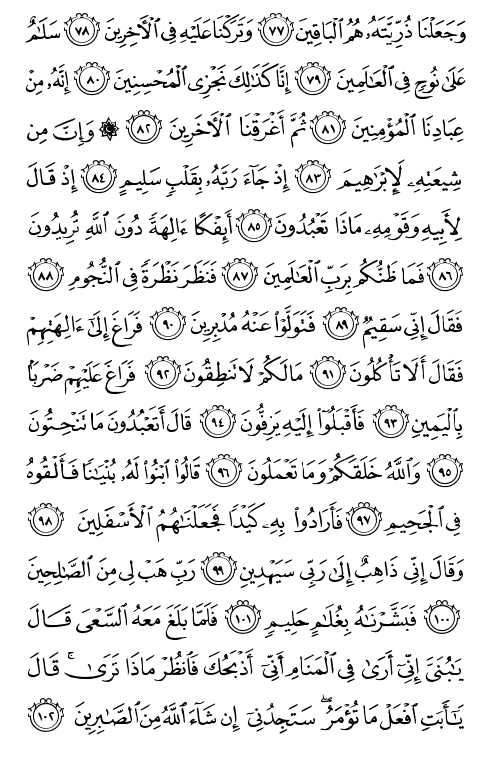 وَجَعَلْنَا ذُرِّيَّتَهُۥ هُمُ ٱلْبَاقِينَ ٧٧ وَتَرَكْنَا عَلَيْهِ فِى ٱلْءَاخِرِينَ ٧٨ سَلَٰمٌ
عَلَىٰ نُوحٍ فِى ٱلْعَٰلَمِينَ ٧٩ إِنَّا كَذَٰلِكَ نَجْزِى ٱلْمُحْسِنِينَ ٨٠ إِنَّهُۥ مِنْ
عِبَادِنَا ٱلْمُؤْمِنِينَ ٨١ ثُمَّ أَغْرَقْنَا ٱلْءَاخَرِينَ ٨٢ ۞ وَإِنَّ مِن
شِيعَتِهِۦ لَإِبْرَٰهِيمَ ٨٣ إِذْ جَآءَ رَبَّهُۥ بِقَلْبٍ سَلِيمٍ ٨٤ إِذْ قَالَ
لِأَبِيهِ وَقَوْمِهِۦ مَاذَا تَعْبُدُونَ ٨٥ أَئِفْكًا ءَالِهَةً دُونَ ٱللَّهِ تُرِيدُونَ
٨٦ فَمَا ظَنُّكُم بِرَبِّ ٱلْعَٰلَمِينَ ٨٧ فَنَظَرَ نَظْرَةً فِى ٱلنُّجُومِ ٨٨
فَقَالَ إِنِّى سَقِيمٌ ٨٩ فَتَوَلَّوْا۟ عَنْهُ مُدْبِرِينَ ٩٠ فَرَاغَ إِلَىٰٓ ءَالِهَتِهِمْ
فَقَالَ أَلَا تَأْكُلُونَ ٩١ مَا لَكُمْ لَا تَنطِقُونَ ٩٢ فَرَاغَ عَلَيْهِمْ ضَرْبًۢا
بِٱلْيَمِينِ ٩٣ فَأَقْبَلُوٓا۟ إِلَيْهِ يَزِفُّونَ ٩٤ قَالَ أَتَعْبُدُونَ مَا تَنْحِتُونَ
٩٥ وَٱللَّهُ خَلَقَكُمْ وَمَا تَعْمَلُونَ ٩٦ قَالُوا۟ ٱبْنُوا۟ لَهُۥ بُنْيَٰنًا فَأَلْقُوهُ
فِى ٱلْجَحِيمِ ٩٧ فَأَرَادُوا۟ بِهِۦ كَيْدًا فَجَعَلْنَٰهُمُ ٱلْأَسْفَلِينَ ٩٨
وَقَالَ إِنِّى ذَاهِبٌ إِلَىٰ رَبِّى سَيَهْدِينِ ٩٩ رَبِّ هَبْ لِى مِنَ ٱلصَّٰلِحِينَ
١٠٠ فَبَشَّرْنَٰهُ بِغُلَٰمٍ حَلِيمٍ ١٠١ فَلَمَّا بَلَغَ مَعَهُ ٱلسَّعْىَ قَالَ
يَٰبُنَىَّ إِنِّىٓ أَرَىٰ فِى ٱلْمَنَامِ أَنِّىٓ أَذْبَحُكَ فَٱنظُرْ مَاذَا تَرَىٰ ۚ قَالَ
يَٰٓأَبَتِ ٱفْعَلْ مَا تُؤْمَرُ ۖ سَتَجِدُنِىٓ إِن شَآءَ ٱللَّهُ مِنَ ٱلصَّٰبِرِينَ ١٠٢